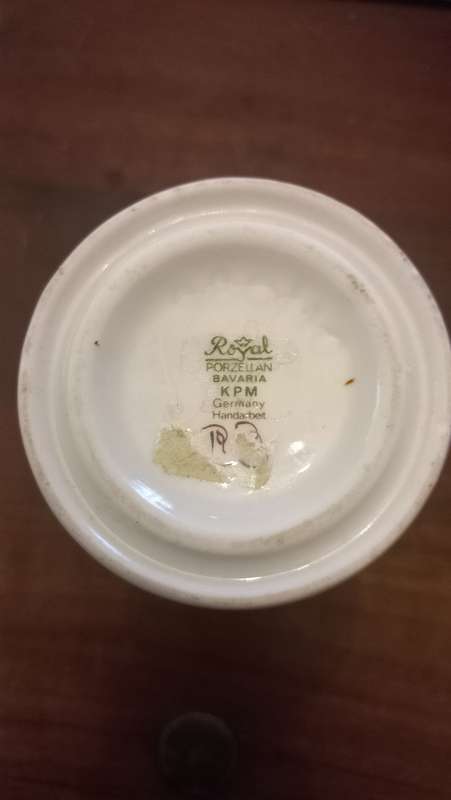 Royal
PORZELLAN
BAVARIA
KPM
Germany
Handarbeit